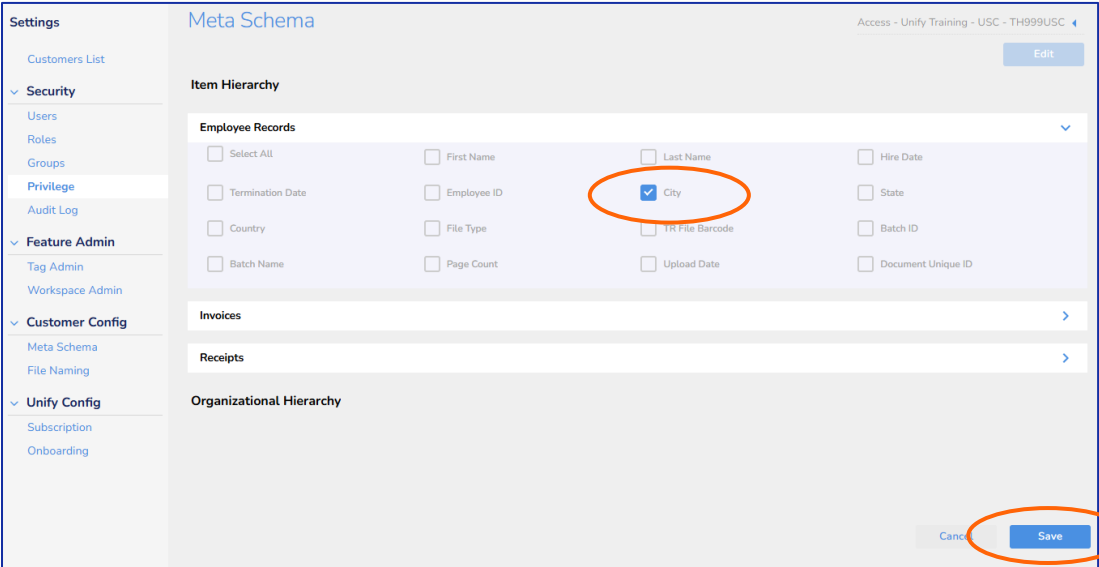 Settings
Customers List
Security
Users
Roles
Groups
Privilege
Audit Log
Feature Admin
Tag Admin
Workspace Admin
Customer Config
Meta Schema
File Naming
Unify Config
Subscription
Onboarding
Meta Schema
Access - Unify Training - USC - TH999USC
Edit
Item Hierarchy
Employee Records
Select All First Name Last Name Hire Date
Termination Date Employee ID City State
Country File Type TR File Barcode Batch ID
Batch Name Page Count Upload Date Document Unique ID
Invoices
Receipts
Organizational Hierarchy
Cancel Save